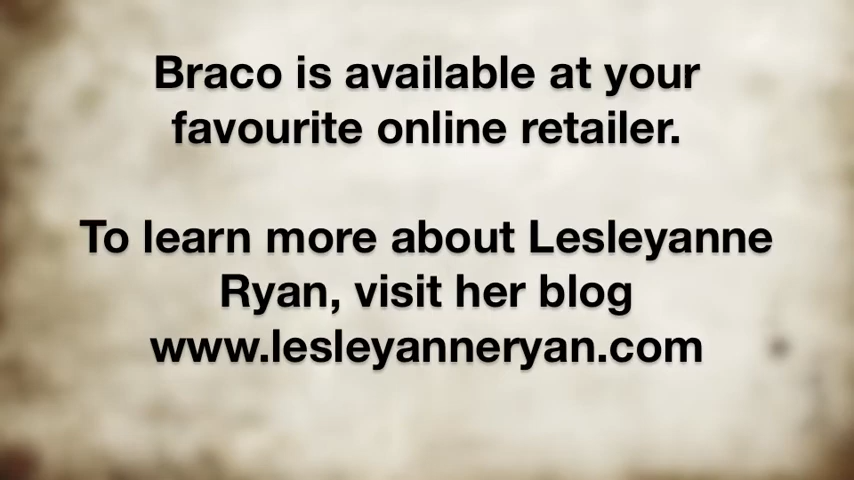 Braco is available at your
favourite online retailer.
To learn more about Lesleyanne
Ryan, visit her blog
www.lesleyanneryan.com